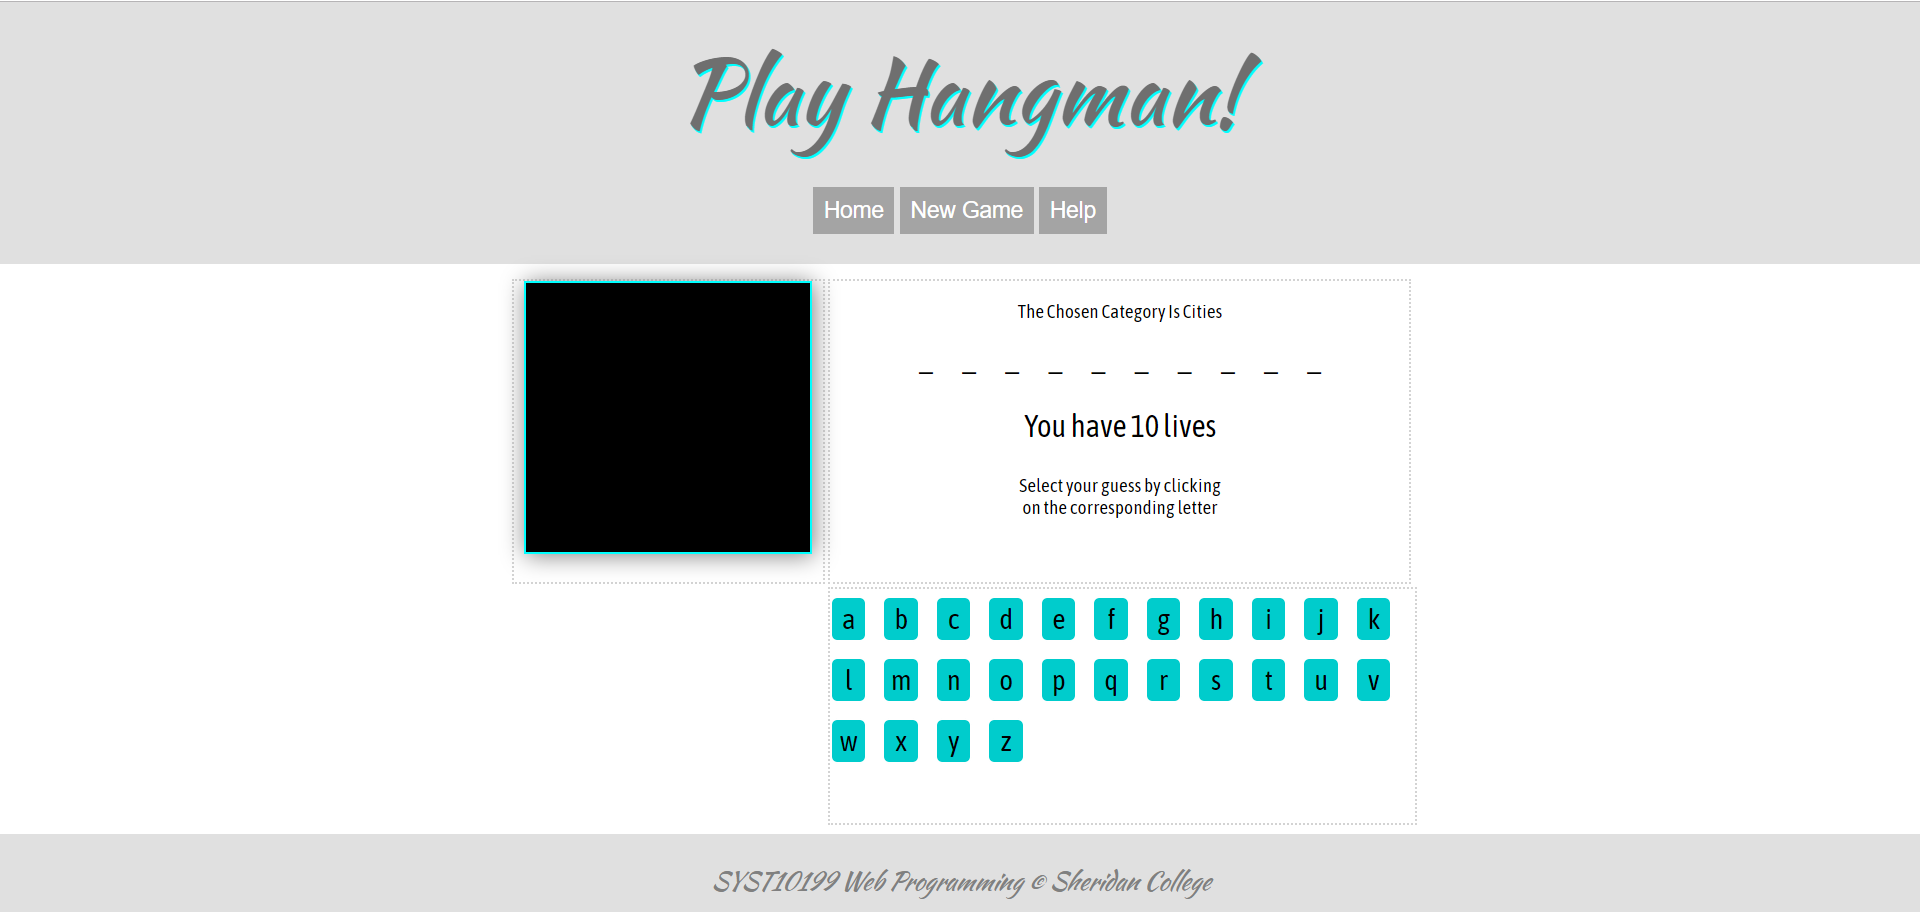 Play Hangman!
Home New Game Help
The Chosen Category Is Cities
_ _ _ _ _ _ _ _ _ _
You have 10 lives
Select your guess by clicking
on the corresponding letter
a b c d e f g h i j k
l m n o p q r s t u v
w x y z
SYST10199 Web Programming © Sheridan College